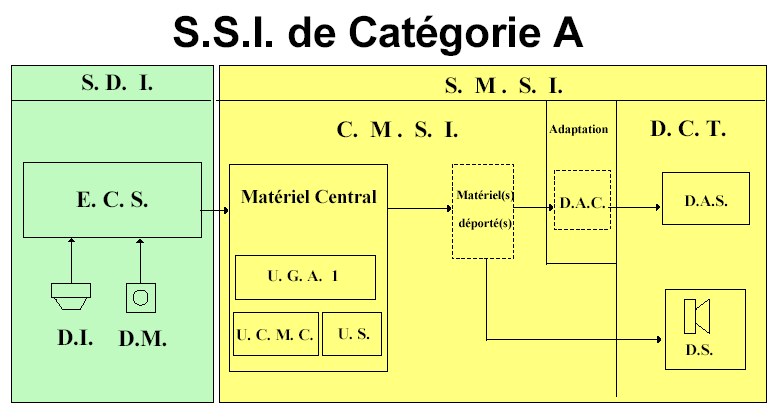 S.S.I. de Catégorie A
S. D. I.
S. M. S. I.
C. M. S. I.
Adaptation
D. C. T.
E. C. S.
Matériel Central
Matériel(s)
déporté(s)
D.A.C.
D.A.S.
U. G. A. 1
U. C. M. C.
U. S.
D.I.
D.M.
D.S.